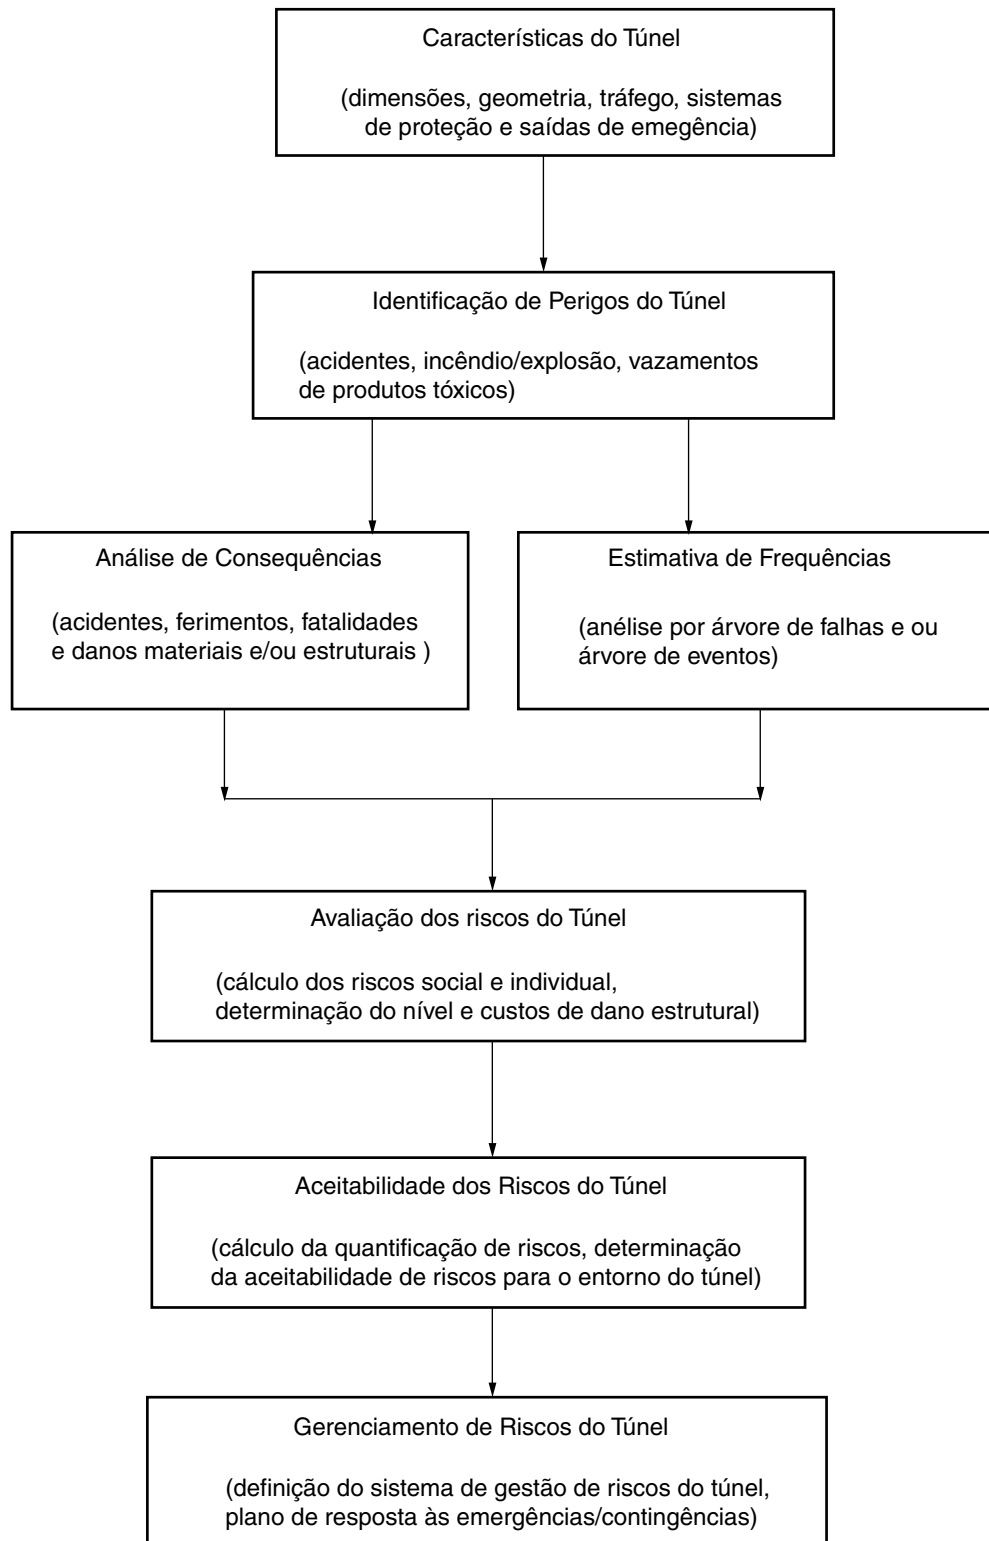 Características do Túnel
(dimensões, geometria, tráfego, sistemas
de proteção e saídas de emegência)
Identificação de Perigos do Túnel
(acidentes, incêndio/explosão, vazamentos
de produtos tóxicos)
Análise de Consequências
(acidentes, ferimentos, fatalidades
e danos materiais e/ou estruturais )
Estimativa de Frequências
(anélise por árvore de falhas e ou
árvore de eventos)
Avaliação dos riscos do Túnel
(cálculo dos riscos social e individual,
determinação do nível e custos de dano estrutural)
Aceitabilidade dos Riscos do Túnel
(cálculo da quantificação de riscos, determinação
da aceitabilidade de riscos para o entorno do túnel)
Gerenciamento de Riscos do Túnel
(definição do sistema de gestão de riscos do túnel,
plano de resposta às emergências/contingências)